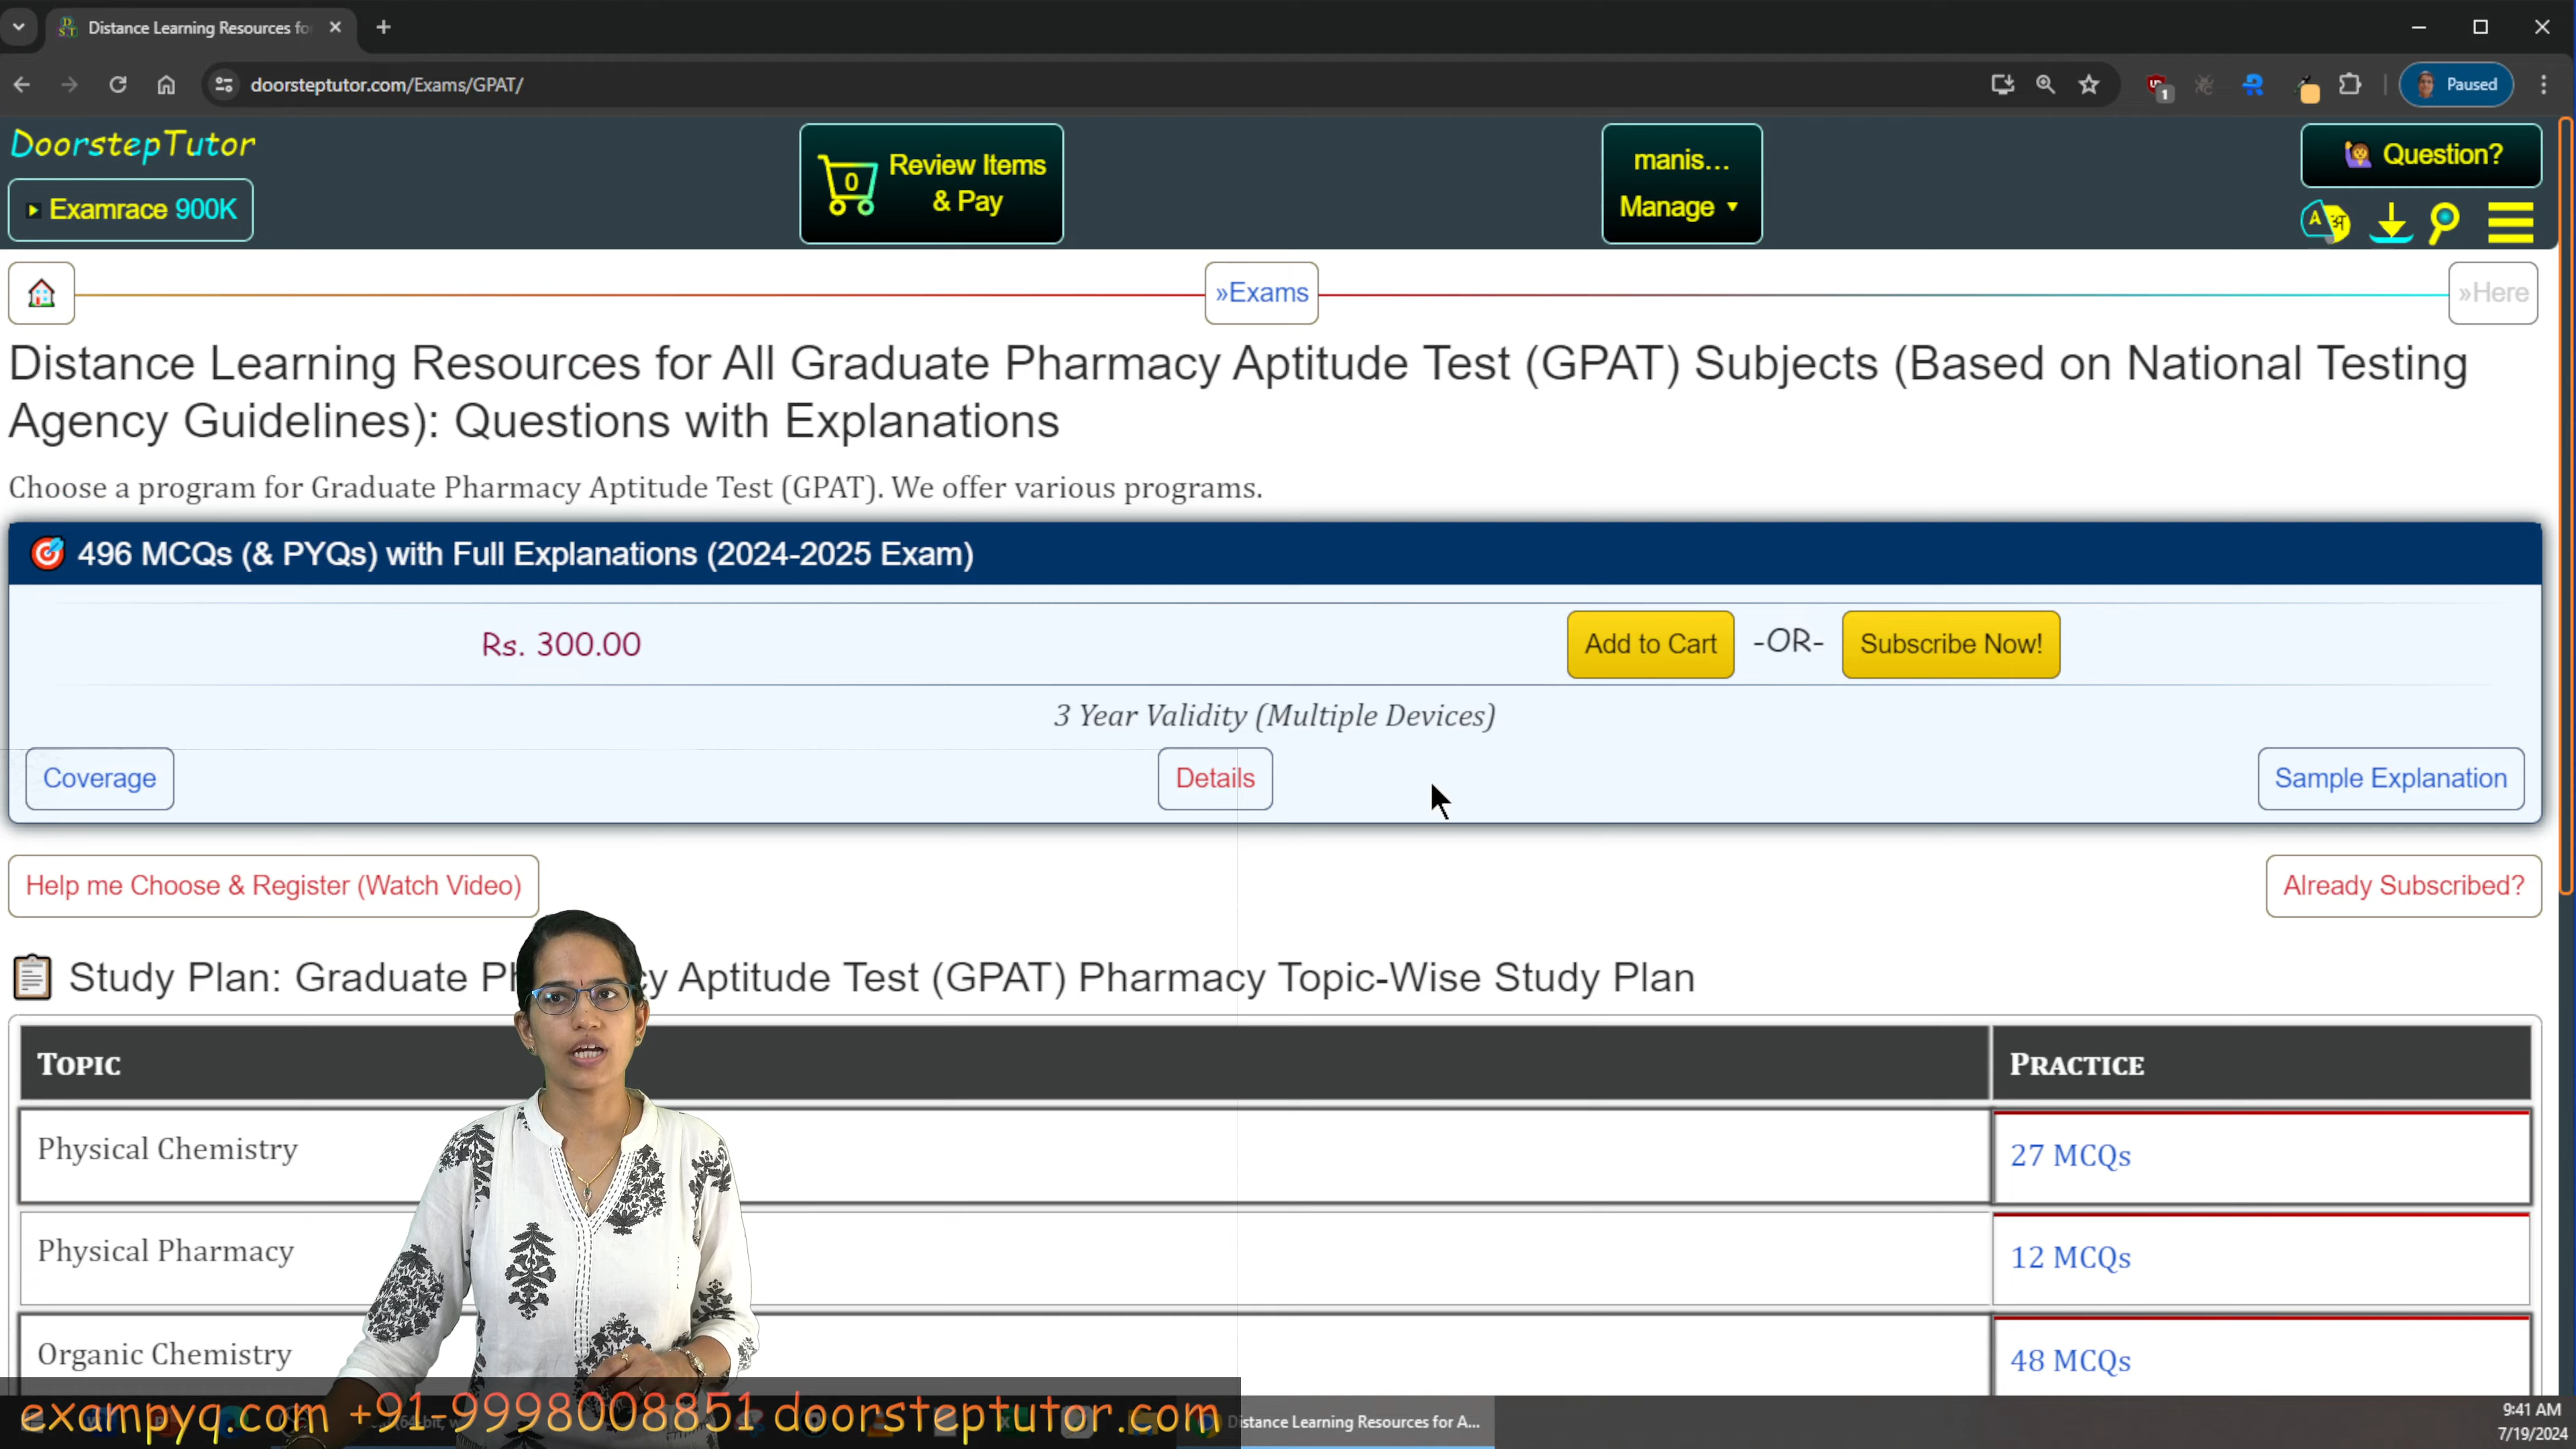 Distance Learning Resources fo
doorsteptutor.com/Exams/GPAT/
1
Paused
DoorstepTutor
Examrace 900K
0
Review Items
& Pay
manis...
Manage
Question?
A अ
»Exams
»Here
Distance Learning Resources for All Graduate Pharmacy Aptitude Test (GPAT) Subjects (Based on National Testing
Agency Guidelines): Questions with Explanations
Choose a program for Graduate Pharmacy Aptitude Test (GPAT). We offer various programs.
496 MCQs (& PYQs) with Full Explanations (2024-2025 Exam)
Rs. 300.00
Add to Cart
-OR-
Subscribe Now!
3 Year Validity (Multiple Devices)
Coverage
Details
Sample Explanation
Help me Choose & Register (Watch Video)
Already Subscribed?
Study Plan: Graduate Ph cy Aptitude Test (GPAT) Pharmacy Topic-Wise Study Plan
TOPIC
PRACTICE
Physical Chemistry
27 MCQs
Physical Pharmacy
12 MCQs
Organic Chemistry
48 MCQs
exampyq.com +91-9998008851 doorsteptutor.com
Distance Learning Resources for A...
9:41 AM
7/19/2024